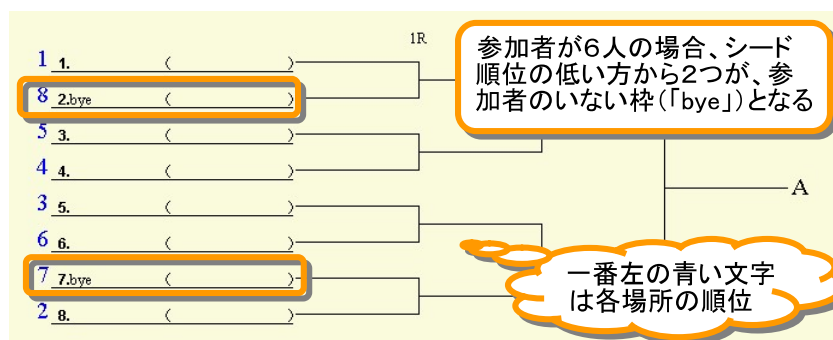 1R
参加者が6人の場合、シード
順位の低い方から2つが、参
加者のいない枠(「bye」)となる
1 1. ( )
8 2.bye ( )
5 3. ( )
4 4. ( )
A
3 5. ( )
6 6. ( )
7 7.bye ( )
2 8. ( )
一番左の青い文字
は各場所の順位